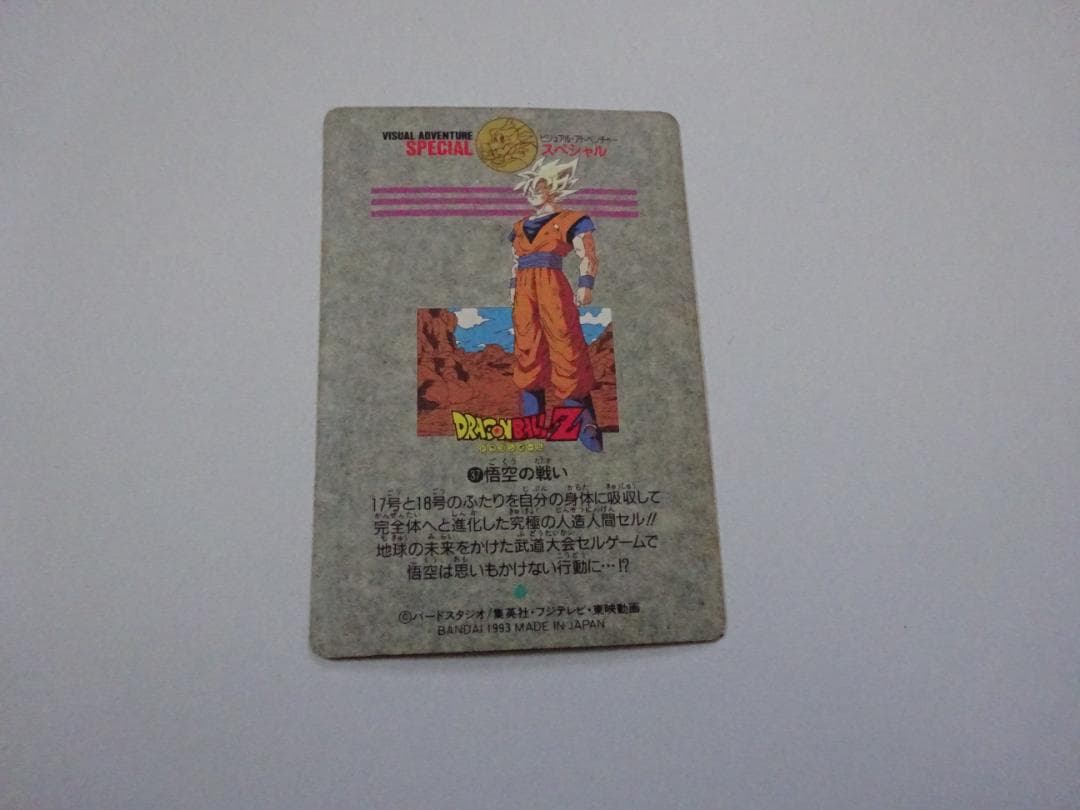 VISUAL ADVENTURE
SPECIAL
ビジュアル・アドベンチャー
スペシャル
DRAGON BALL Z
37 悟空の戦い
17号と18号のふたりを自分の身体に吸収して
完全体へと進化した究極の人造人間セル!!
地球の未来をかけた武道大会セルゲームで
悟空は思いもかけない行動に…!?
©バードスタジオ/集英社・フジテレビ・東映動画
BANDAI 1993 MADE IN JAPAN